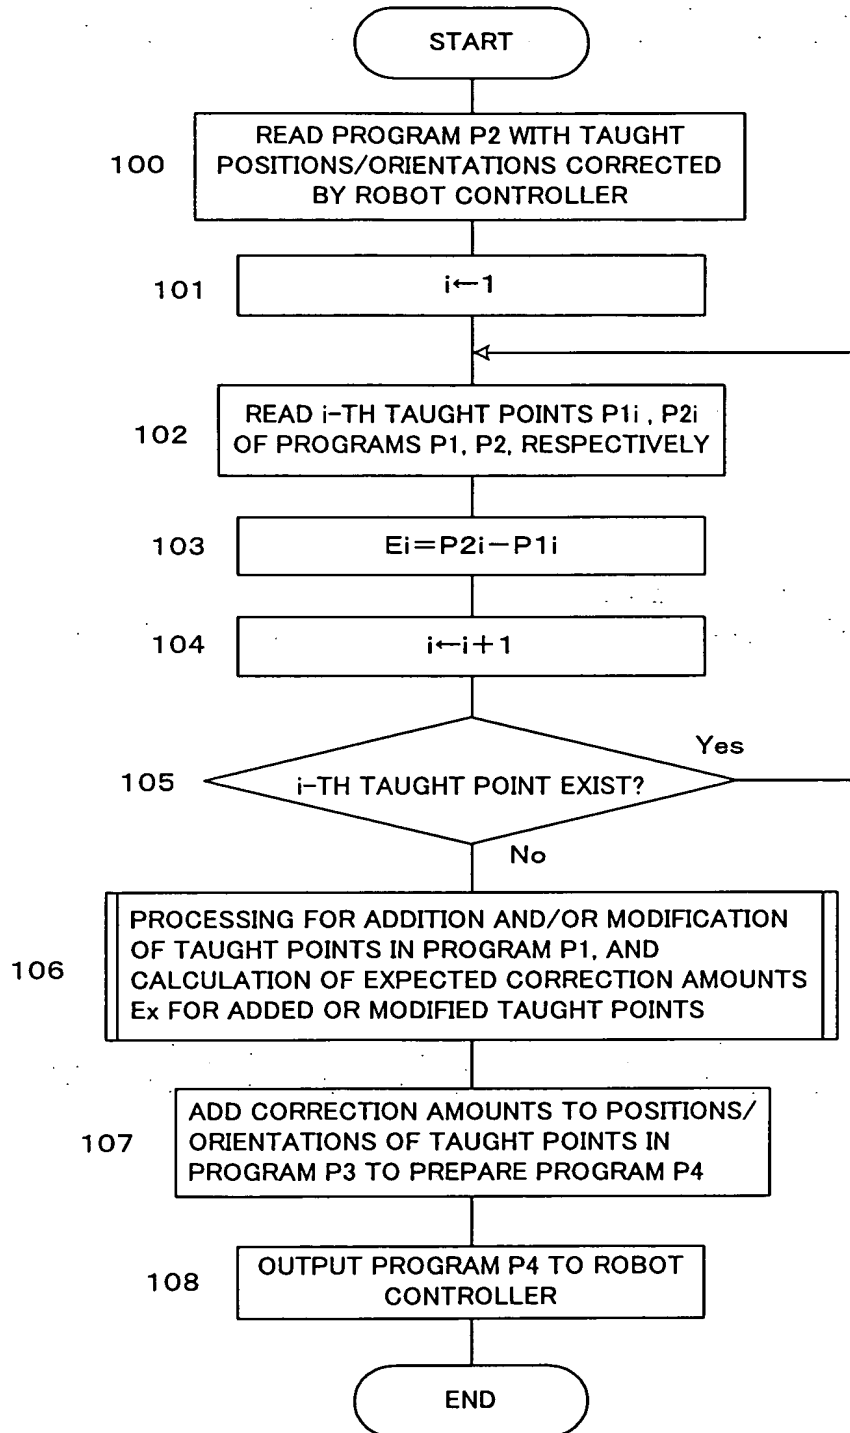 START
100
READ PROGRAM P2 WITH TAUGHT
POSITIONS/ORIENTATIONS CORRECTED
BY ROBOT CONTROLLER
101
i←1
102
READ i-TH TAUGHT POINTS P1i , P2i
OF PROGRAMS P1, P2, RESPECTIVELY
103
Ei=P2i−P1i
104
i←i+1
Yes
105
i-TH TAUGHT POINT EXIST?
No
106
PROCESSING FOR ADDITION AND/OR MODIFICATION
OF TAUGHT POINTS IN PROGRAM P1, AND
CALCULATION OF EXPECTED CORRECTION AMOUNTS
Ex FOR ADDED OR MODIFIED TAUGHT POINTS
107
ADD CORRECTION AMOUNTS TO POSITIONS/
ORIENTATIONS OF TAUGHT POINTS IN
PROGRAM P3 TO PREPARE PROGRAM P4
108
OUTPUT PROGRAM P4 TO ROBOT
CONTROLLER
END